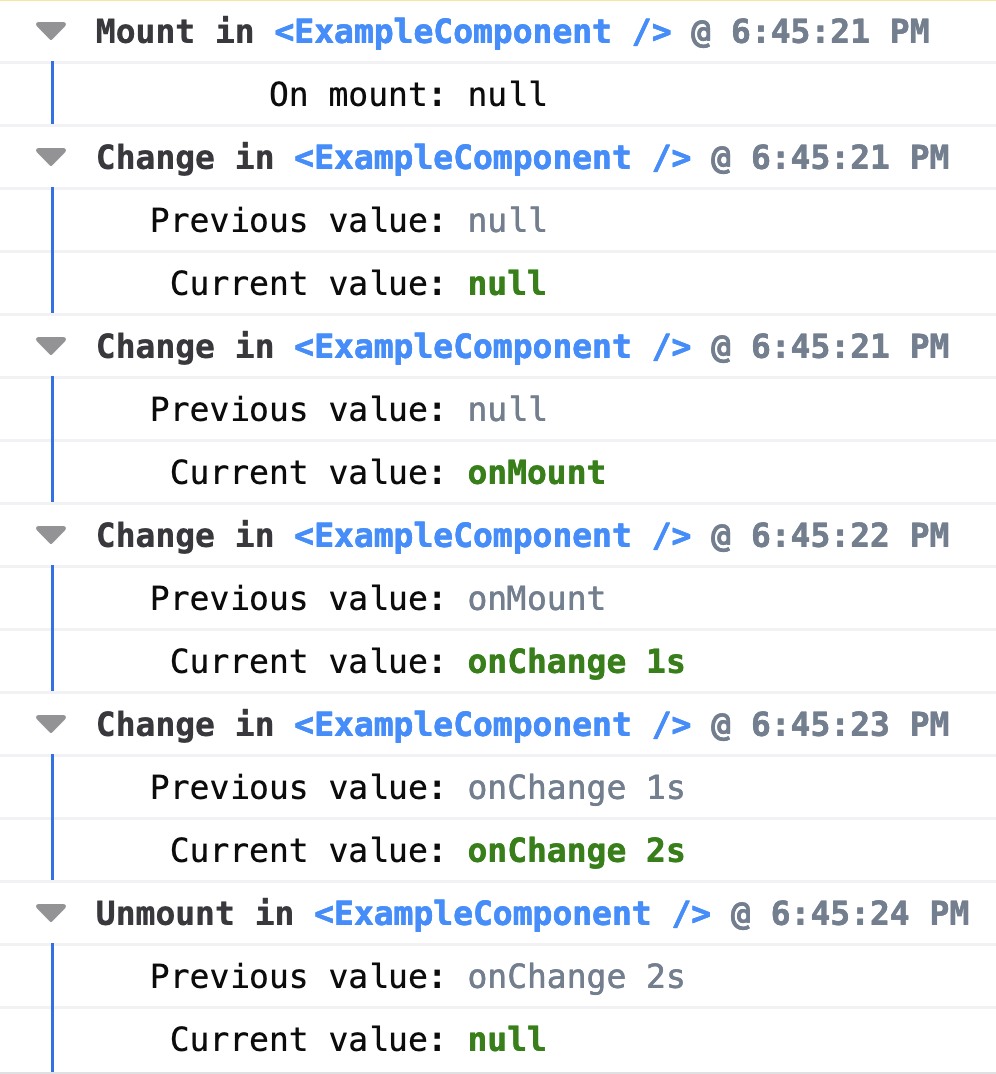 Mount in <ExampleComponent /> @ 6:45:21 PM
On mount: null
Change in <ExampleComponent /> @ 6:45:21 PM
Previous value: null
Current value: null
Change in <ExampleComponent /> @ 6:45:21 PM
Previous value: null
Current value: onMount
Change in <ExampleComponent /> @ 6:45:22 PM
Previous value: onMount
Current value: onChange 1s
Change in <ExampleComponent /> @ 6:45:23 PM
Previous value: onChange 1s
Current value: onChange 2s
Unmount in <ExampleComponent /> @ 6:45:24 PM
Previous value: onChange 2s
Current value: null